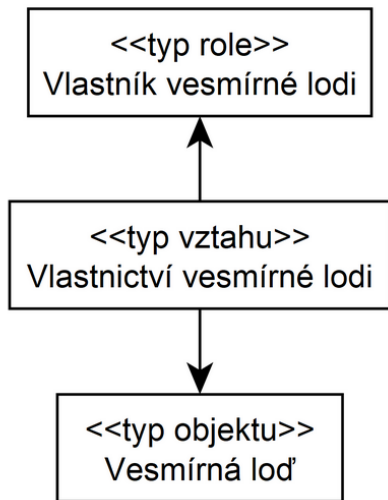 <<typ role>>
Vlastník vesmírné lodi
<<typ vztahu>>
Vlastnictví vesmírné lodi
<<typ objektu>>
Vesmírná loď